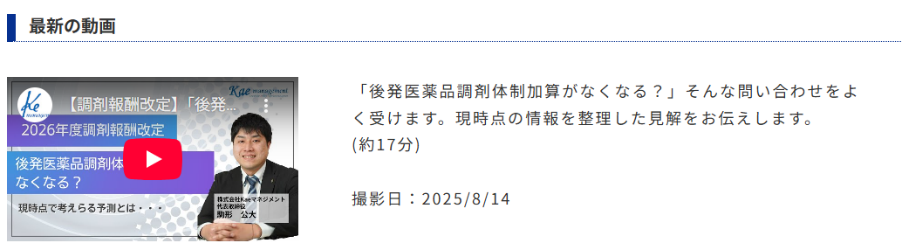 最新の動画
Ke
Kae management
【調剤報酬改定】「後発...
2026年度調剤報酬改定
後発医薬品調剤体
なくなる？
現時点で考えらる予測とは・・・
株式会社Kaeマネジメント
代表取締役
駒形　公大
「後発医薬品調剤体制加算がなくなる？」そんな問い合わせをよ
く受けます。現時点の情報を整理した見解をお伝えします。
(約17分)
撮影日：2025/8/14